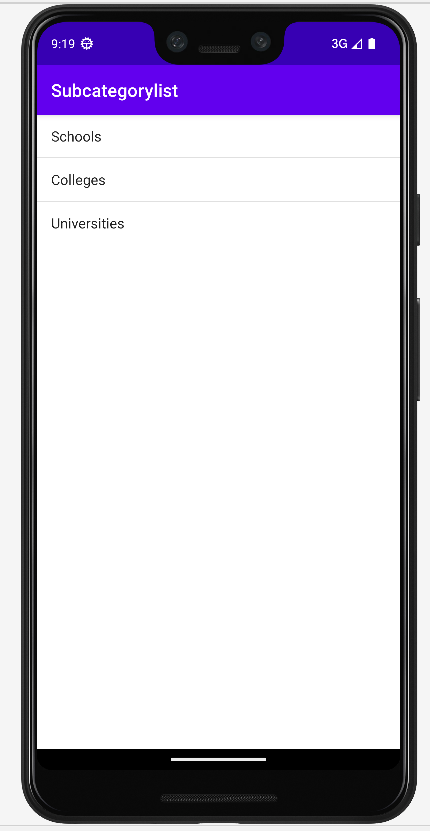 9:19
3G
Subcategorylist
Schools
Colleges
Universities